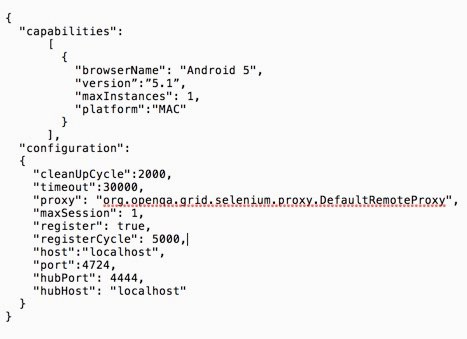 {
"capabilities":
[
{
"browserName": "Android 5",
"version”:”5.1”,
"maxInstances": 1,
"platform":"MAC"
}
],
"configuration":
{
"cleanUpCycle":2000,
"timeout":30000,
"proxy": "org.openqa.grid.selenium.proxy.DefaultRemoteProxy",
"maxSession": 1,
"register": true,
"registerCycle": 5000,
"host":"localhost",
"port":4724,
"hubPort": 4444,
"hubHost": "localhost"
}
}